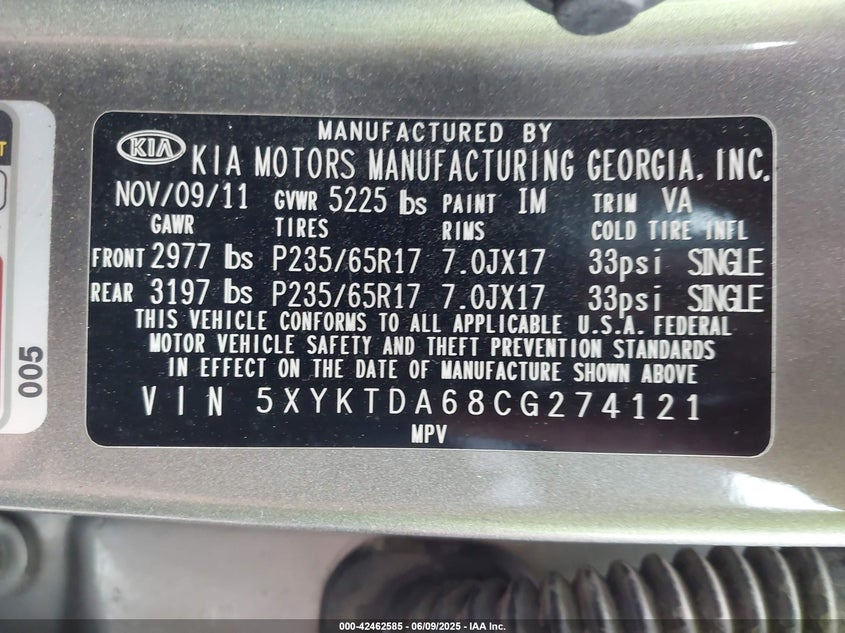 MANUFACTURED BY
KIA KIA MOTORS MANUFACTURING GEORGIA, INC.
NOV/09/11 GVWR 5225 lbs PAINT IM TRIM VA
GAWR TIRES RIMS COLD TIRE INFL
FRONT 2977 lbs P235/65R17 7.0JX17 33psi SINGLE
REAR 3197 lbs P235/65R17 7.0JX17 33psi SINGLE
THIS VEHICLE CONFORMS TO ALL APPLICABLE U.S.A. FEDERAL
MOTOR VEHICLE SAFETY AND THEFT PREVENTION STANDARDS
IN EFFECT ON THE DATE OF MANUFACTURE SHOWN ABOVE
VIN 5XYKTDA68CG274121
MPV
005
000-42462585 - 06/09/2025 - IAA Inc.